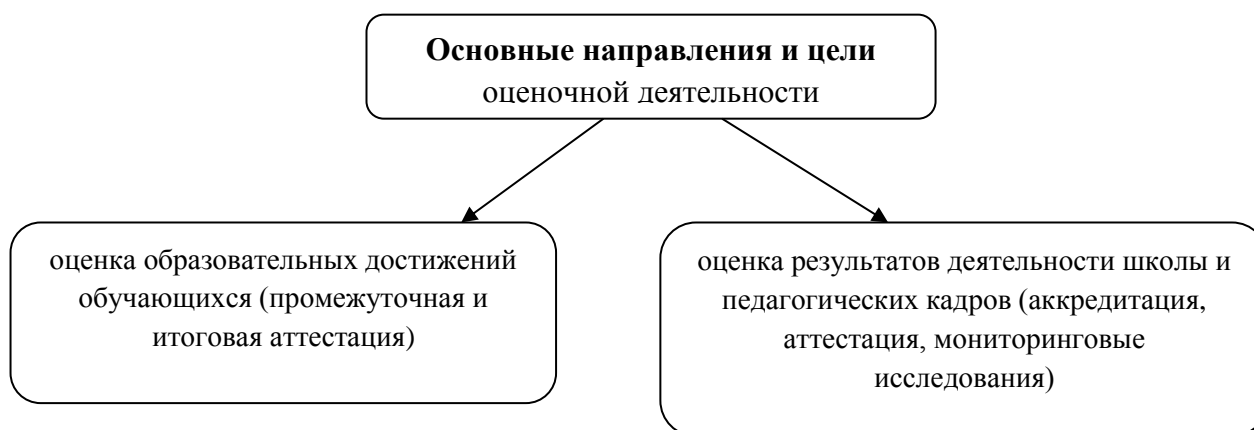 Основные направления и цели
оценочной деятельности
оценка образовательных достижений
обучающихся (промежуточная и
итоговая аттестация)
оценка результатов деятельности школы и
педагогических кадров (аккредитация,
аттестация, мониторинговые
исследования)